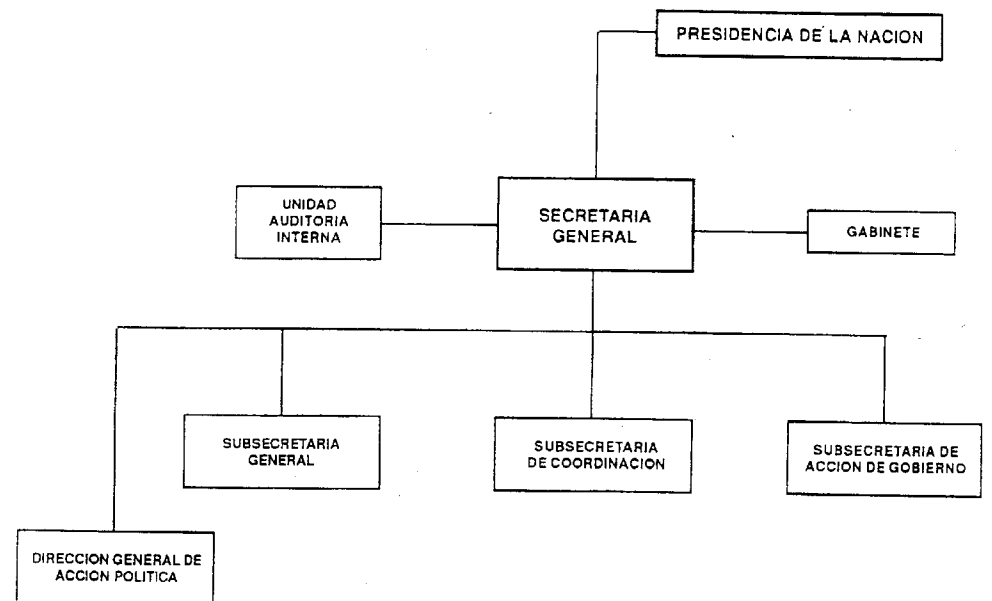 PRESIDENCIA DE LA NACION
UNIDAD
AUDITORIA
INTERNA
SECRETARIA
GENERAL
GABINETE
SUBSECRETARIA
GENERAL
SUBSECRETARIA
DE COORDINACION
SUBSECRETARIA DE
ACCION DE GOBIERNO
DIRECCION GENERAL DE
ACCION POLITICA